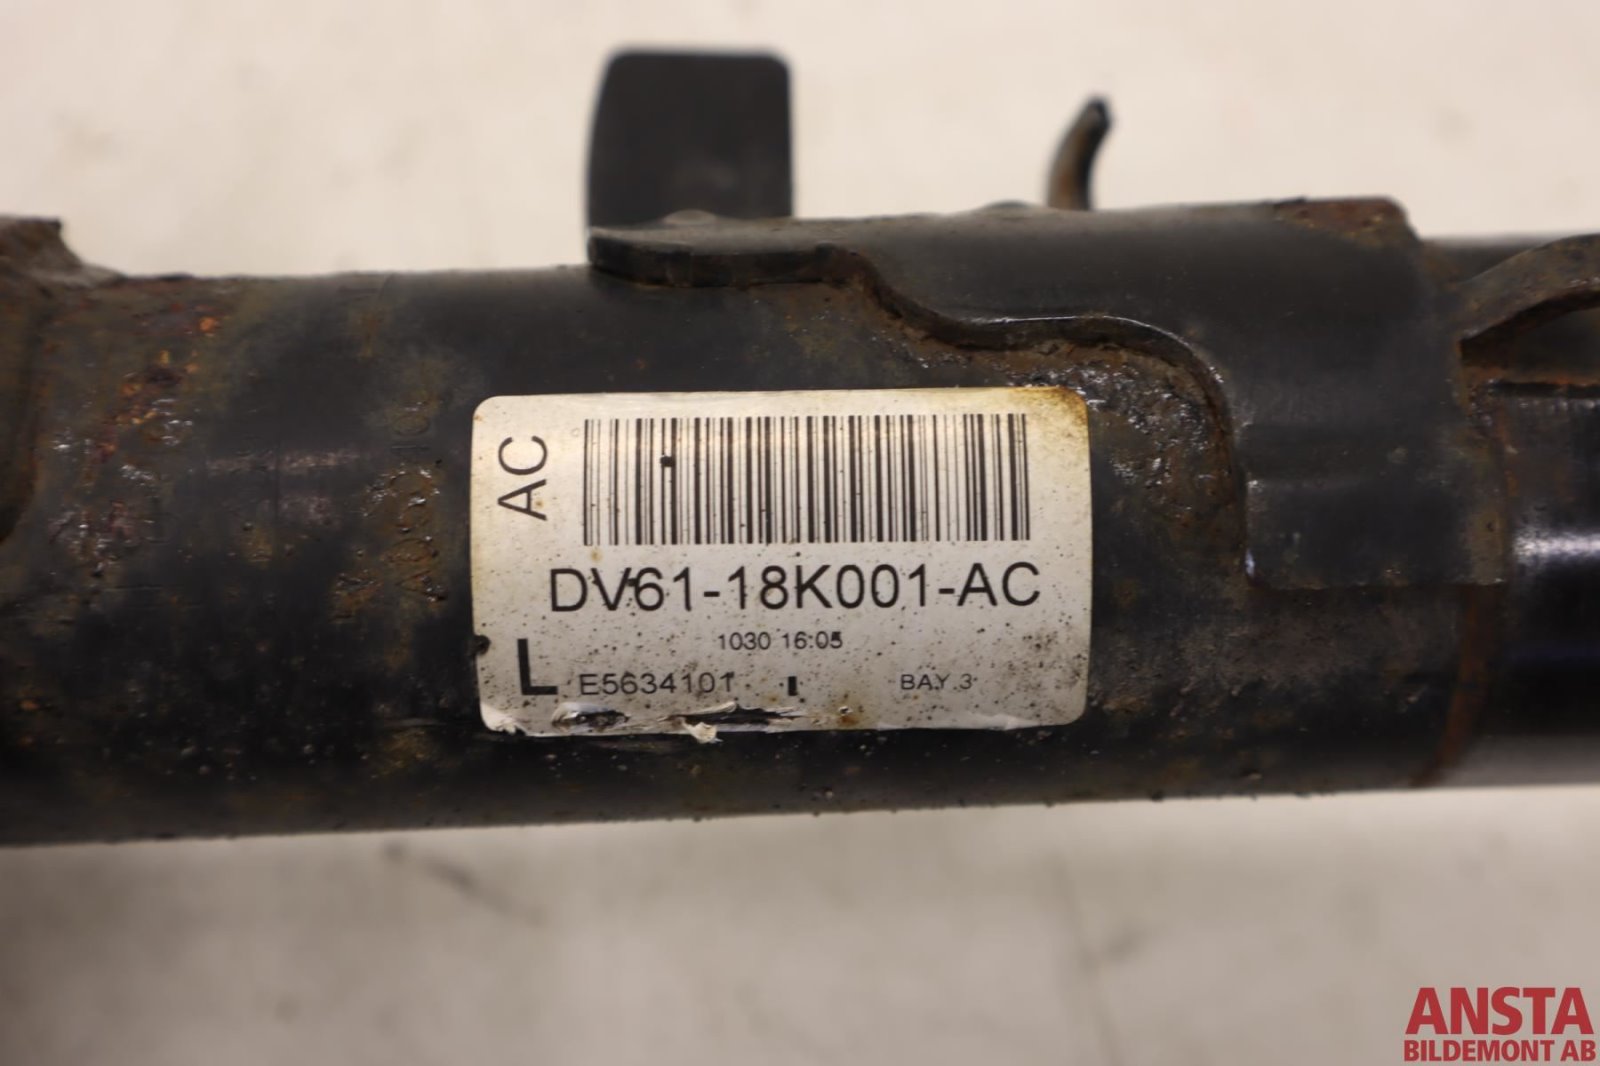 AC
DV61-18K001-AC
1030 16:05
L E5634101 BAY 3
ANSTA
BILDEMONT AB